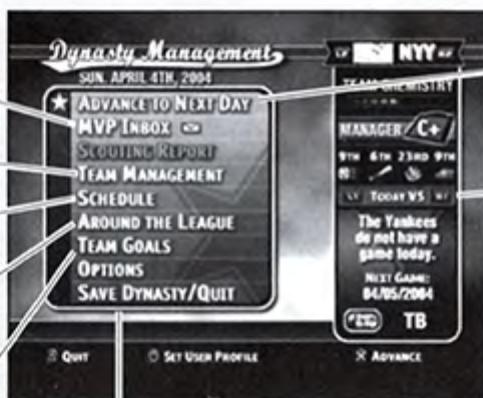 Dynasty Management
SUN. APRIL 4TH, 2004
ADVANCE TO NEXT DAY
MVP INBOX
SCOUTING REPORT
TEAM MANAGEMENT
SCHEDULE
AROUND THE LEAGUE
TEAM GOALS
OPTIONS
SAVE DYNASTY/QUIT
NYY
TEAM CHEMISTRY
MANAGER C+
9TH 6TH 23RD 9TH
TODAY VS
The Yankees
do not have a
game today.
NEXT GAME:
04/05/2004
TB
QUIT
SET USER PROFILE
ADVANCE